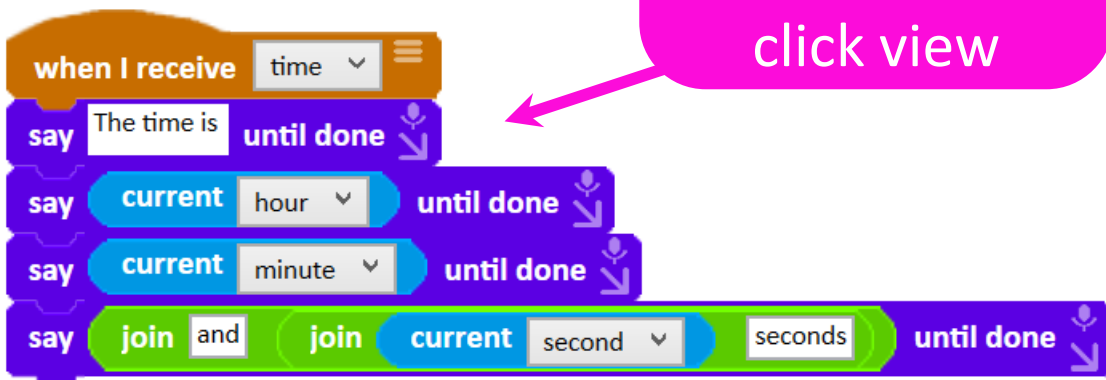 click view
when I receive time
say The time is until done
say current hour until done
say current minute until done
say join and join current second seconds until done